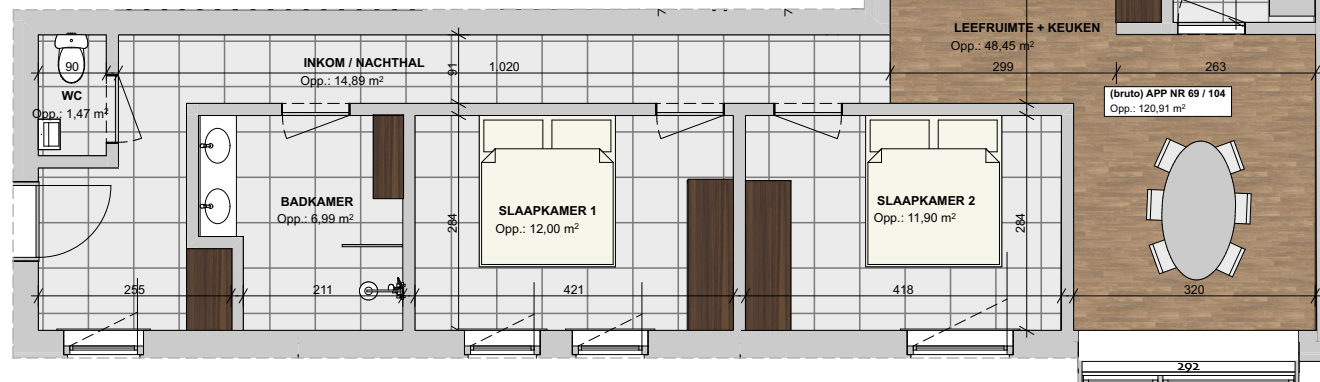 LEEFRUIMTE + KEUKEN
Opp.: 48,45 m²
90
INKOM / NACHTHAL
Opp.: 14,89 m²
91
1.020
299
263
WC
Opp.: 1,47 m²
(bruto) APP NR 69 / 104
Opp.: 120,91 m²
BADKAMER
Opp.: 6,99 m²
284
SLAAPKAMER 1
Opp.: 12,00 m²
SLAAPKAMER 2
Opp.: 11,90 m²
284
255
211
421
418
320
292